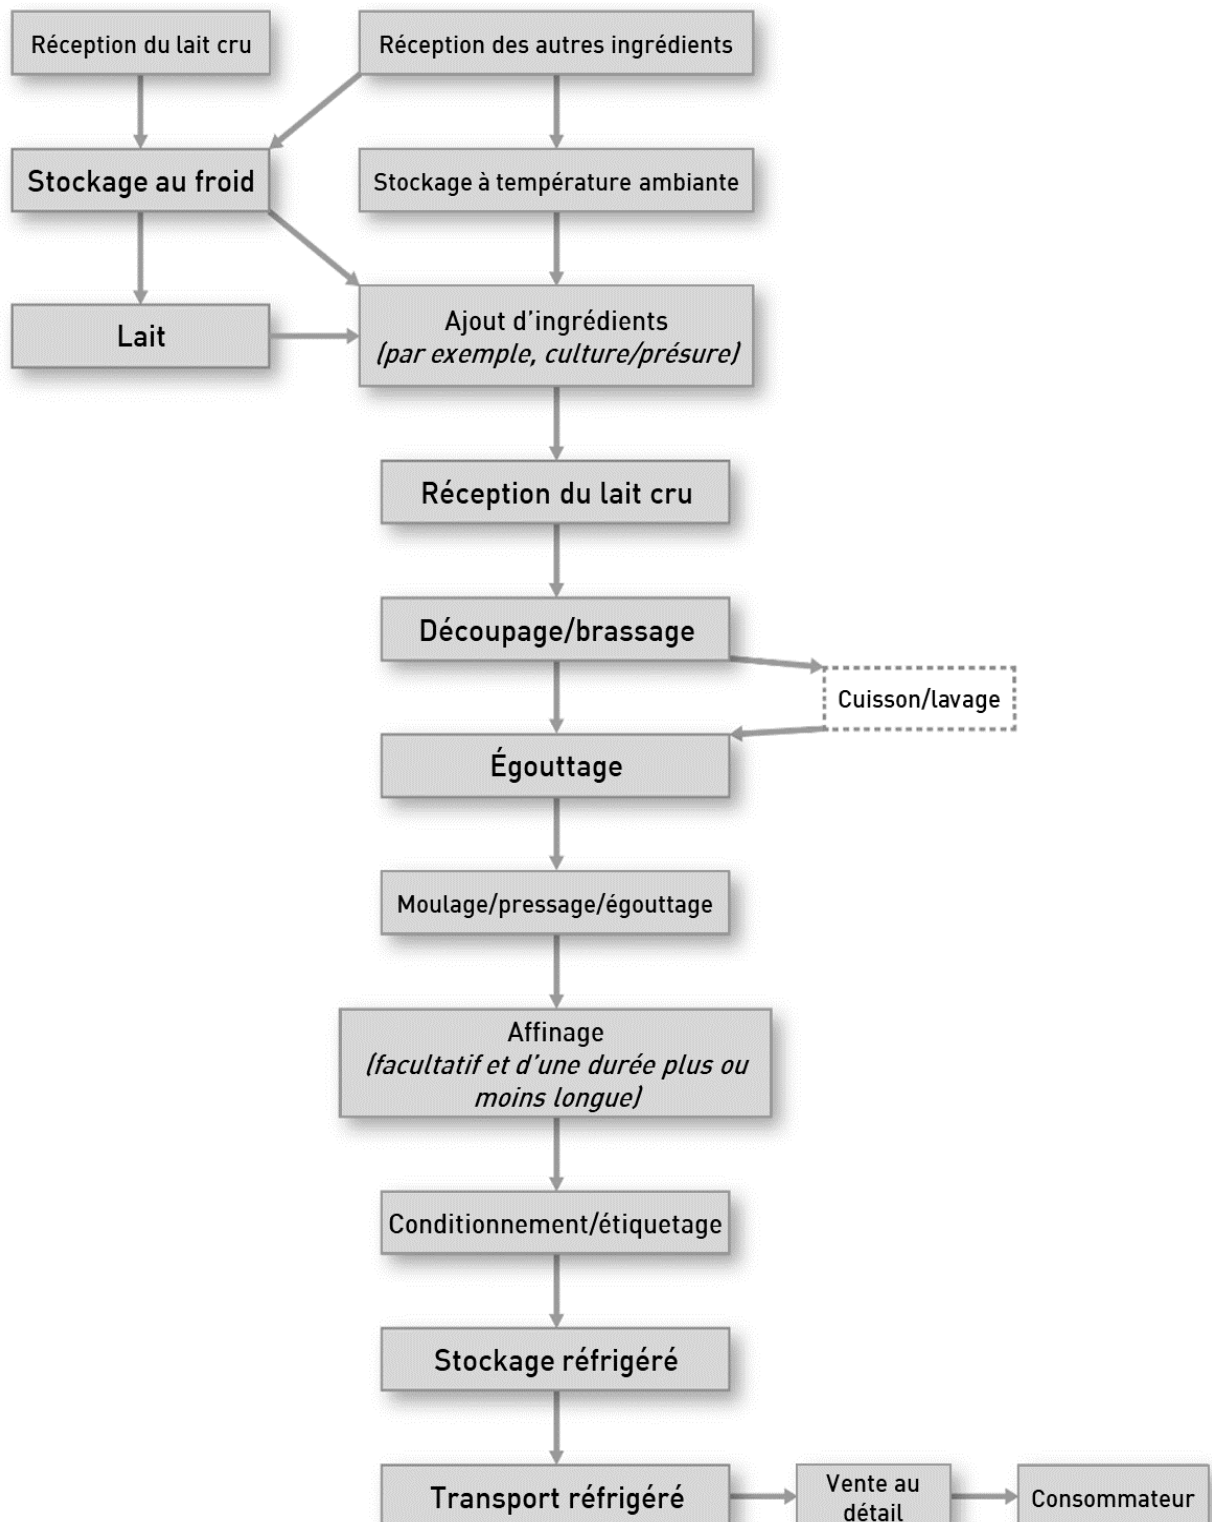 Réception du lait cru
Réception des autres ingrédients
Stockage au froid
Stockage à température ambiante
Lait
Ajout d'ingrédients
(par exemple, culture/présure)
Réception du lait cru
Découpage/brassage
Cuisson/lavage
Égouttage
Moulage/pressage/égouttage
Affinage
(facultatif et d'une durée plus ou
moins longue)
Conditionnement/étiquetage
Stockage réfrigéré
Transport réfrigéré
Vente au
détail
Consommateur